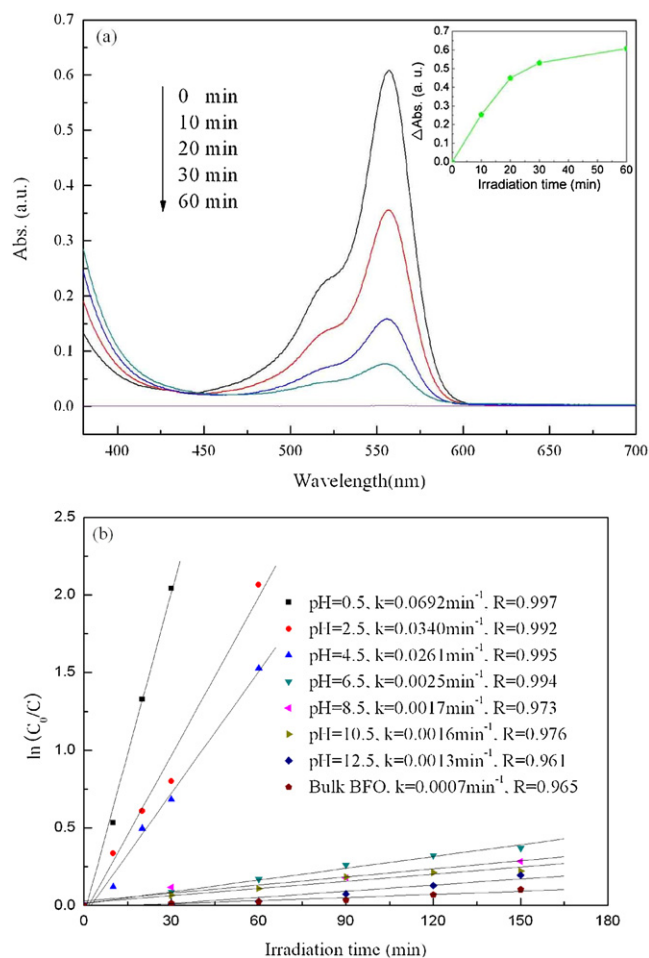 (a)
0.7
0.6
0.5
0.4
0.3
0.2
0.1
0.0
Abs. (a.u.)
0 min
10 min
20 min
30 min
60 min
400 450 500 550 600 650 700
Wavelength(nm)
0.7
0.6
0.5
0.4
0.3
0.2
0.1
0.0
△Abs. (a. u.)
0 10 20 30 40 50 60
Irradiation time (min)
(b)
2.5
2.0
1.5
1.0
0.5
0.0
ln (C₀/C)
pH=0.5, k=0.0692min⁻¹, R=0.997
pH=2.5, k=0.0340min⁻¹, R=0.992
pH=4.5, k=0.0261min⁻¹, R=0.995
pH=6.5, k=0.0025min⁻¹, R=0.994
pH=8.5, k=0.0017min⁻¹, R=0.973
pH=10.5, k=0.0016min⁻¹, R=0.976
pH=12.5, k=0.0013min⁻¹, R=0.961
Bulk BFO, k=0.0007min⁻¹, R=0.965
0 30 60 90 120 150 180
Irradiation time (min)